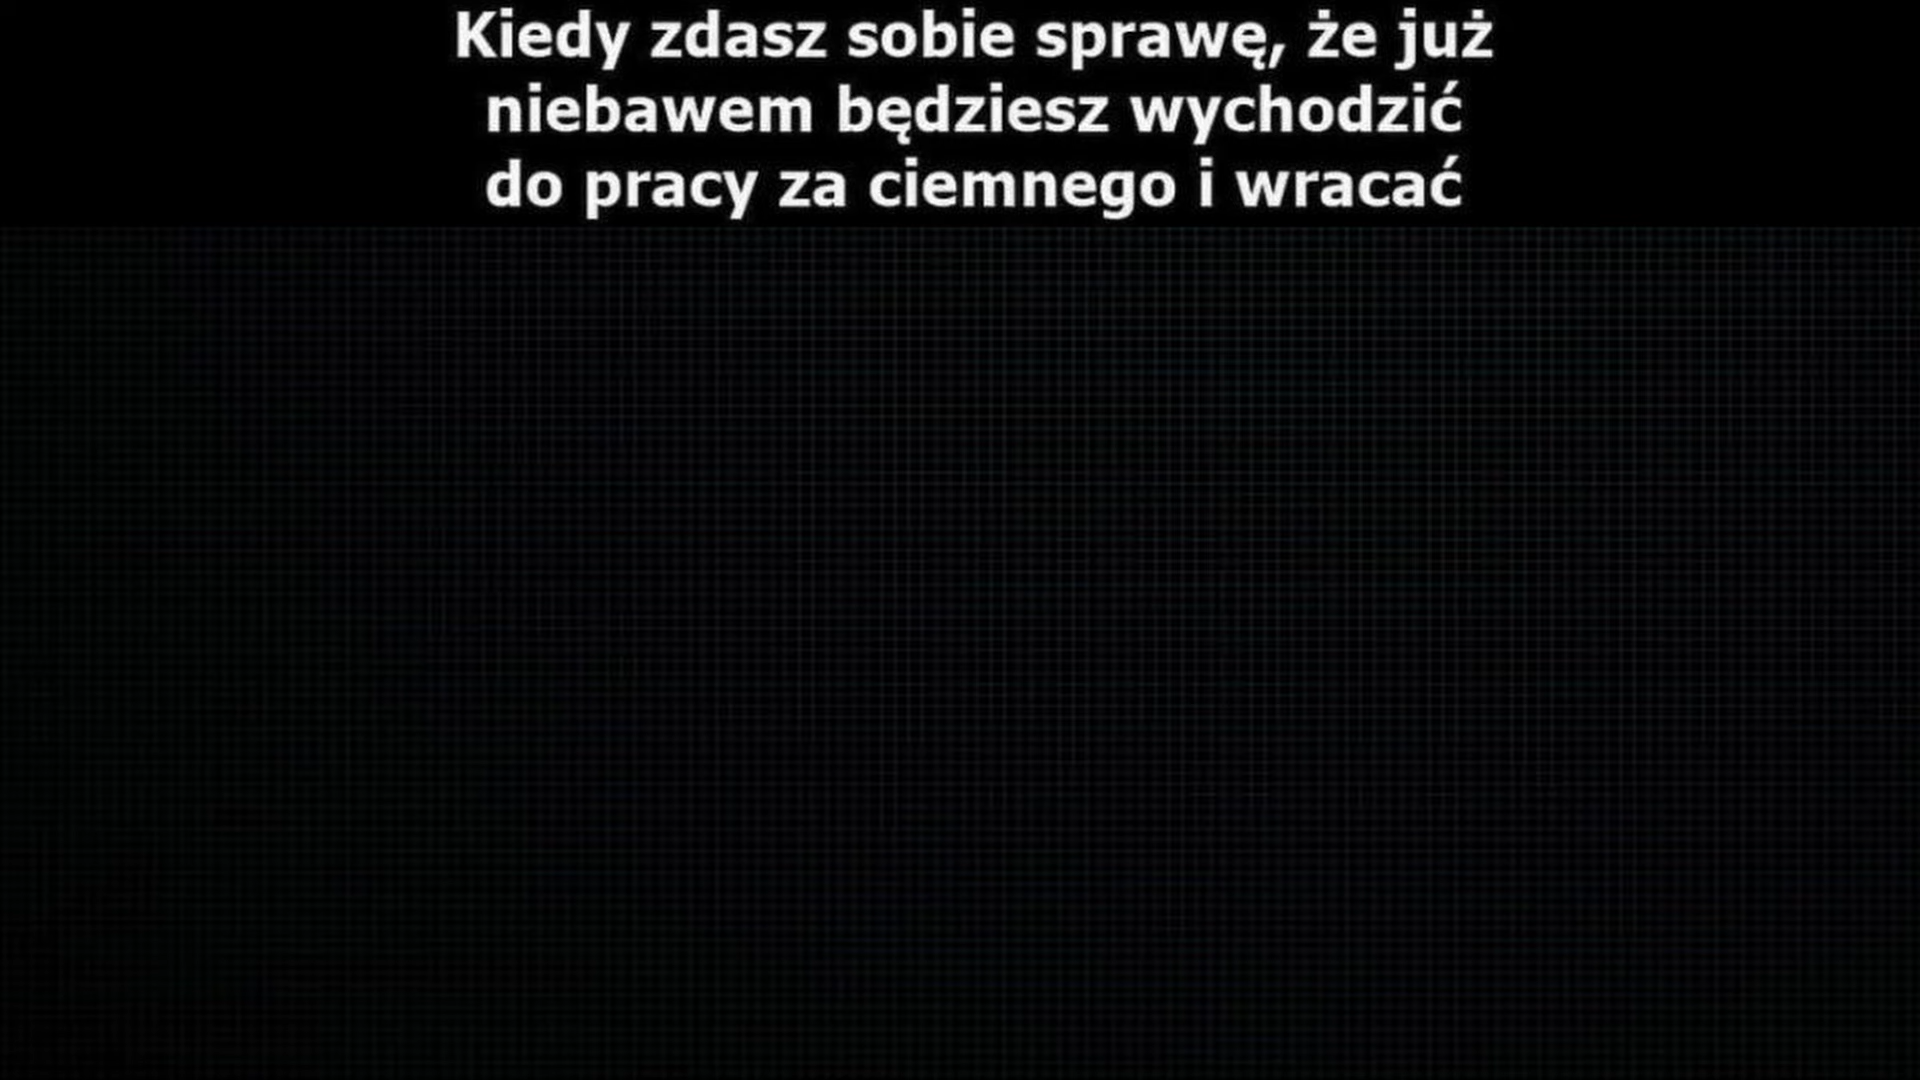 Kiedy zdasz sobie sprawę, że już
niebawem będziesz wychodzić
do pracy za ciemnego i wracać